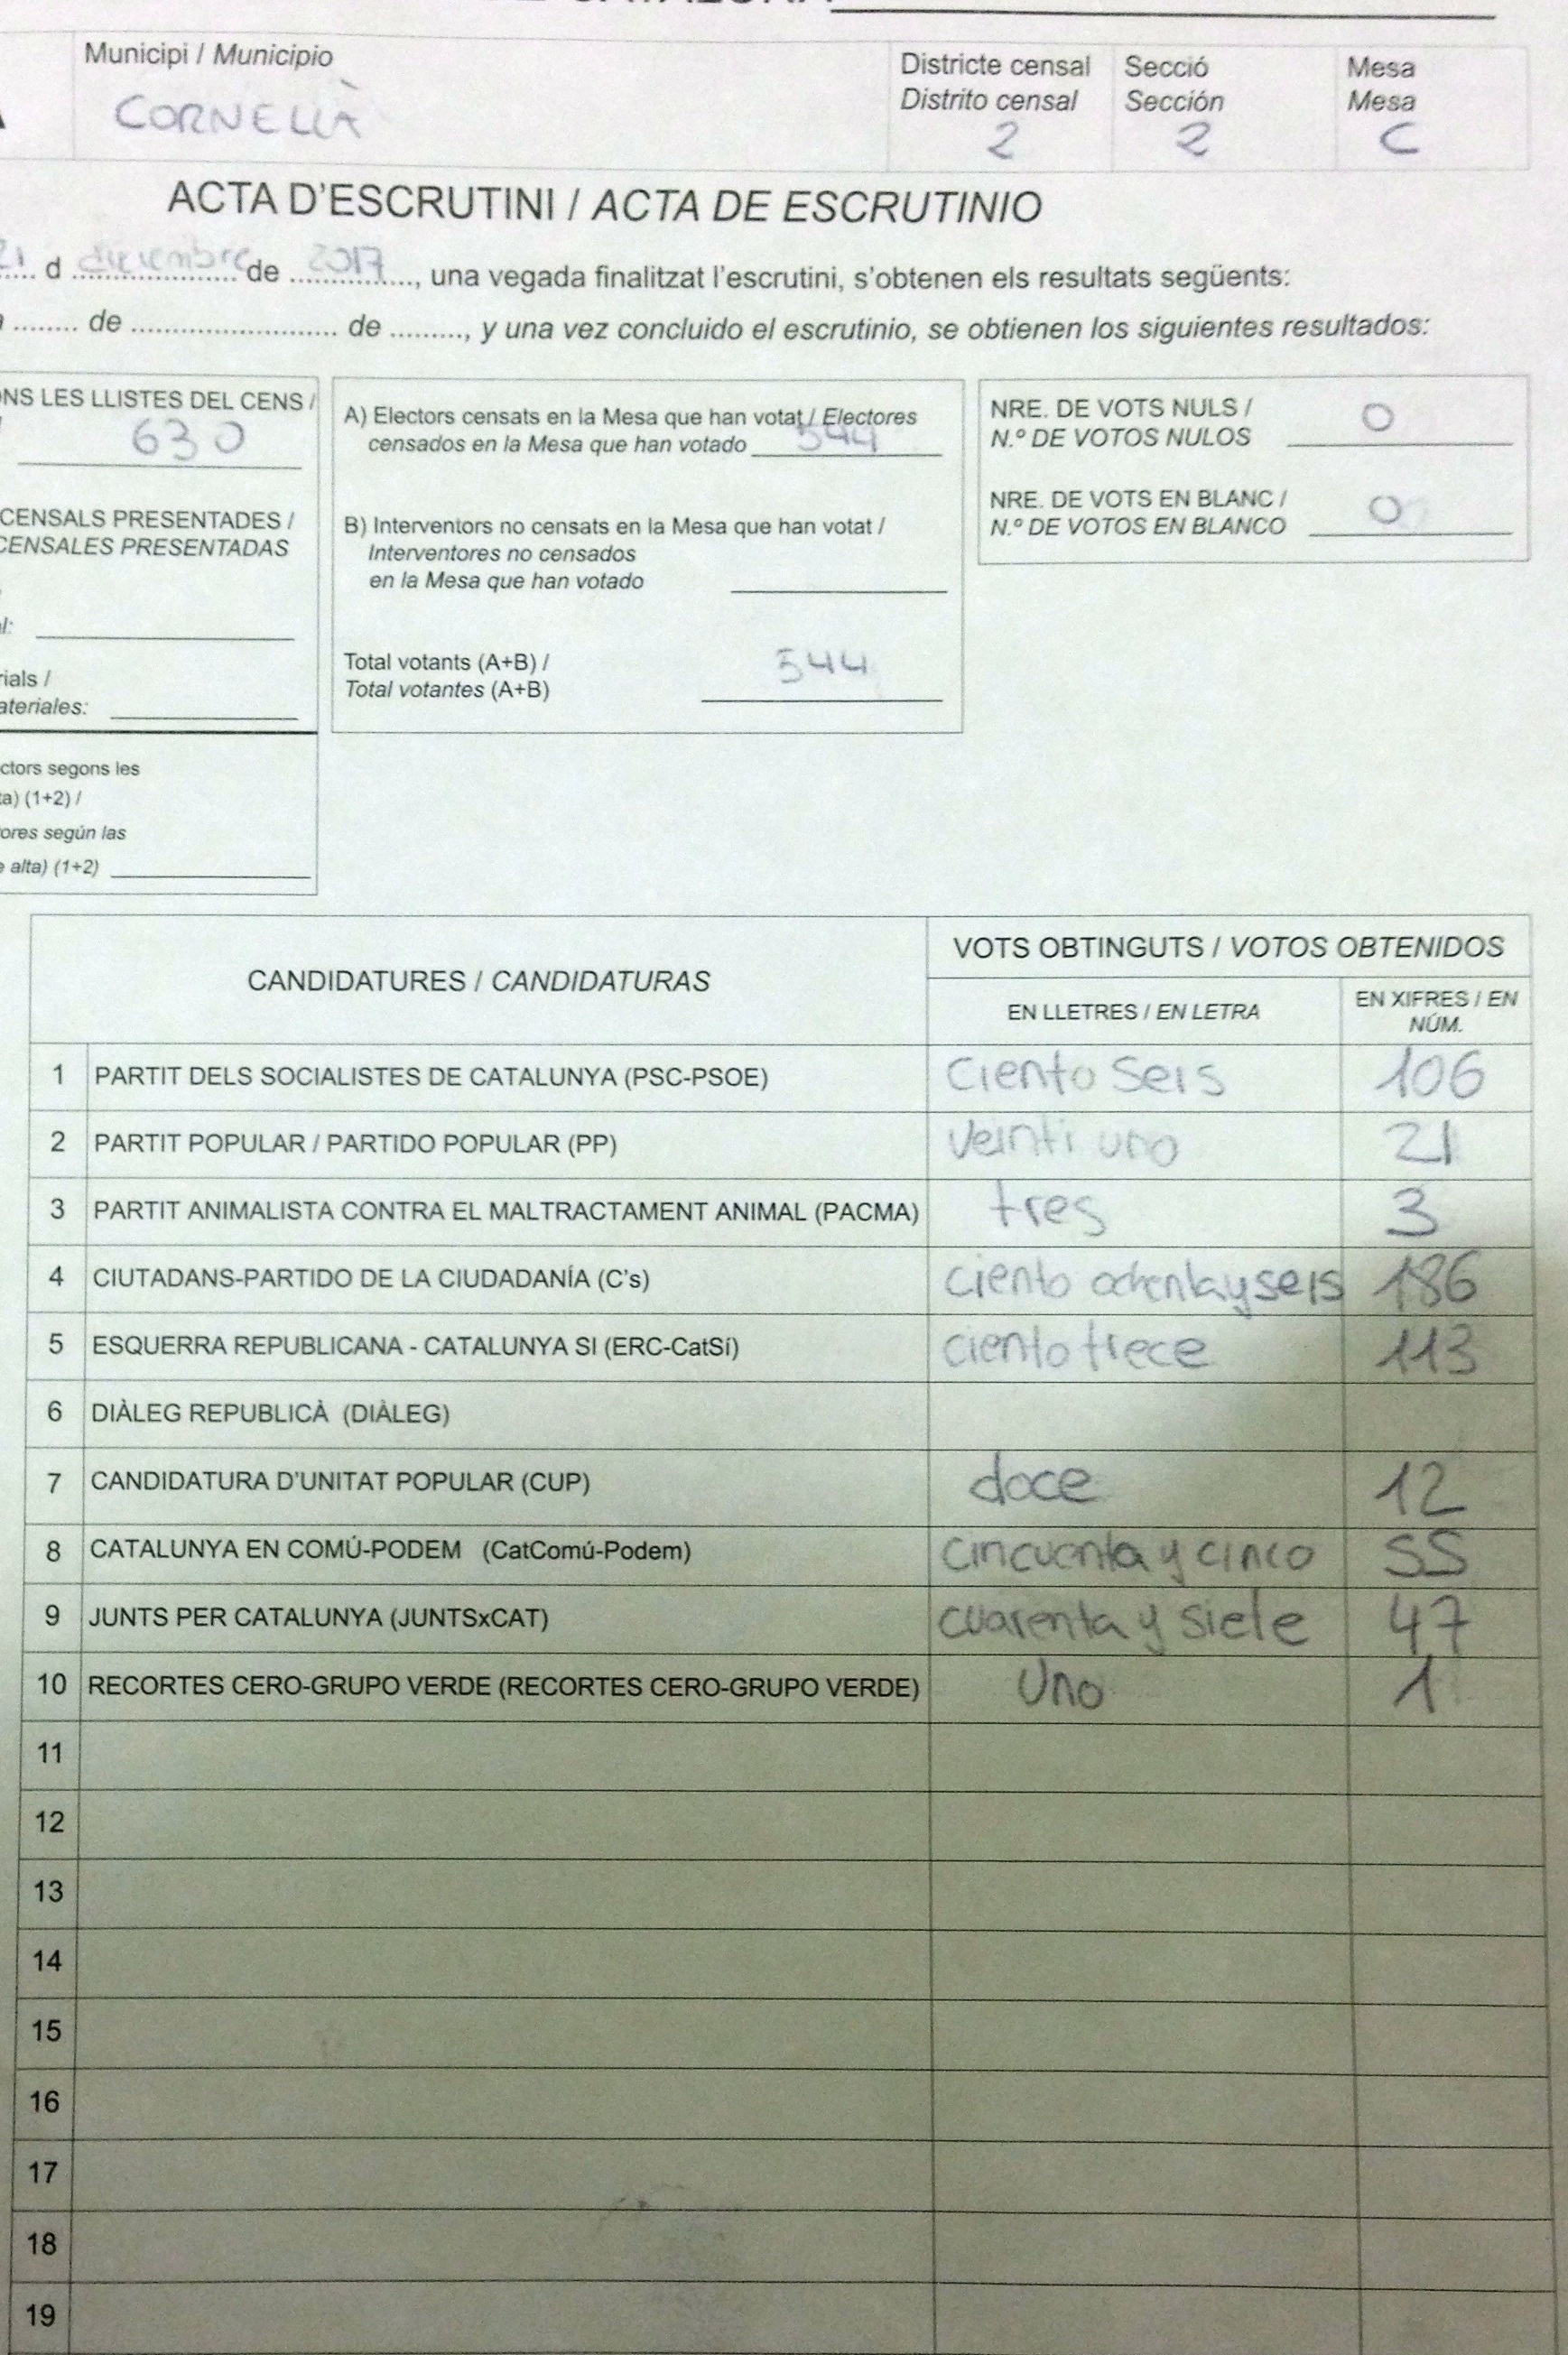 Municipi / Municipio
CORNELLÀ
Districte censal
Distrito censal
2
Secció
Sección
2
Mesa
Mesa
C
ACTA D'ESCRUTINI / ACTA DE ESCRUTINIO
21 d diciembre de 2017, una vegada finalitzat l'escrutini, s'obtenen els resultats següents:
........ de ........................ de ........., y una vez concluido el escrutinio, se obtienen los siguientes resultados:
ONS LES LLISTES DEL CENS /
630
CENSALS PRESENTADES /
CENSALES PRESENTADAS
l:
rials /
ateriales:
ctors segons les
ta) (1+2) /
ores según las
e alta) (1+2)
A) Electors censats en la Mesa que han votat / Electores
censados en la Mesa que han votado 544
B) Interventors no censats en la Mesa que han votat /
Interventores no censados
en la Mesa que han votado
Total votants (A+B) /
Total votantes (A+B)
544
NRE. DE VOTS NULS /
N.º DE VOTOS NULOS
0
NRE. DE VOTS EN BLANC /
N.º DE VOTOS EN BLANCO
0
CANDIDATURES / CANDIDATURAS
VOTS OBTINGUTS / VOTOS OBTENIDOS
EN LLETRES / EN LETRA
EN XIFRES / EN
NÚM.
1 PARTIT DELS SOCIALISTES DE CATALUNYA (PSC-PSOE) Ciento Seis 106
2 PARTIT POPULAR / PARTIDO POPULAR (PP) Veinti uno 21
3 PARTIT ANIMALISTA CONTRA EL MALTRACTAMENT ANIMAL (PACMA) tres 3
4 CIUTADANS-PARTIDO DE LA CIUDADANÍA (C's) ciento ochenta y seis 186
5 ESQUERRA REPUBLICANA - CATALUNYA SI (ERC-CatSí) ciento trece 113
6 DIÀLEG REPUBLICÀ (DIÀLEG)
7 CANDIDATURA D'UNITAT POPULAR (CUP) doce 12
8 CATALUNYA EN COMÚ-PODEM (CatComú-Podem) cincuenta y cinco 55
9 JUNTS PER CATALUNYA (JUNTSxCAT) cuarenta y siete 47
10 RECORTES CERO-GRUPO VERDE (RECORTES CERO-GRUPO VERDE) Uno 1
11
12
13
14
15
16
17
18
19